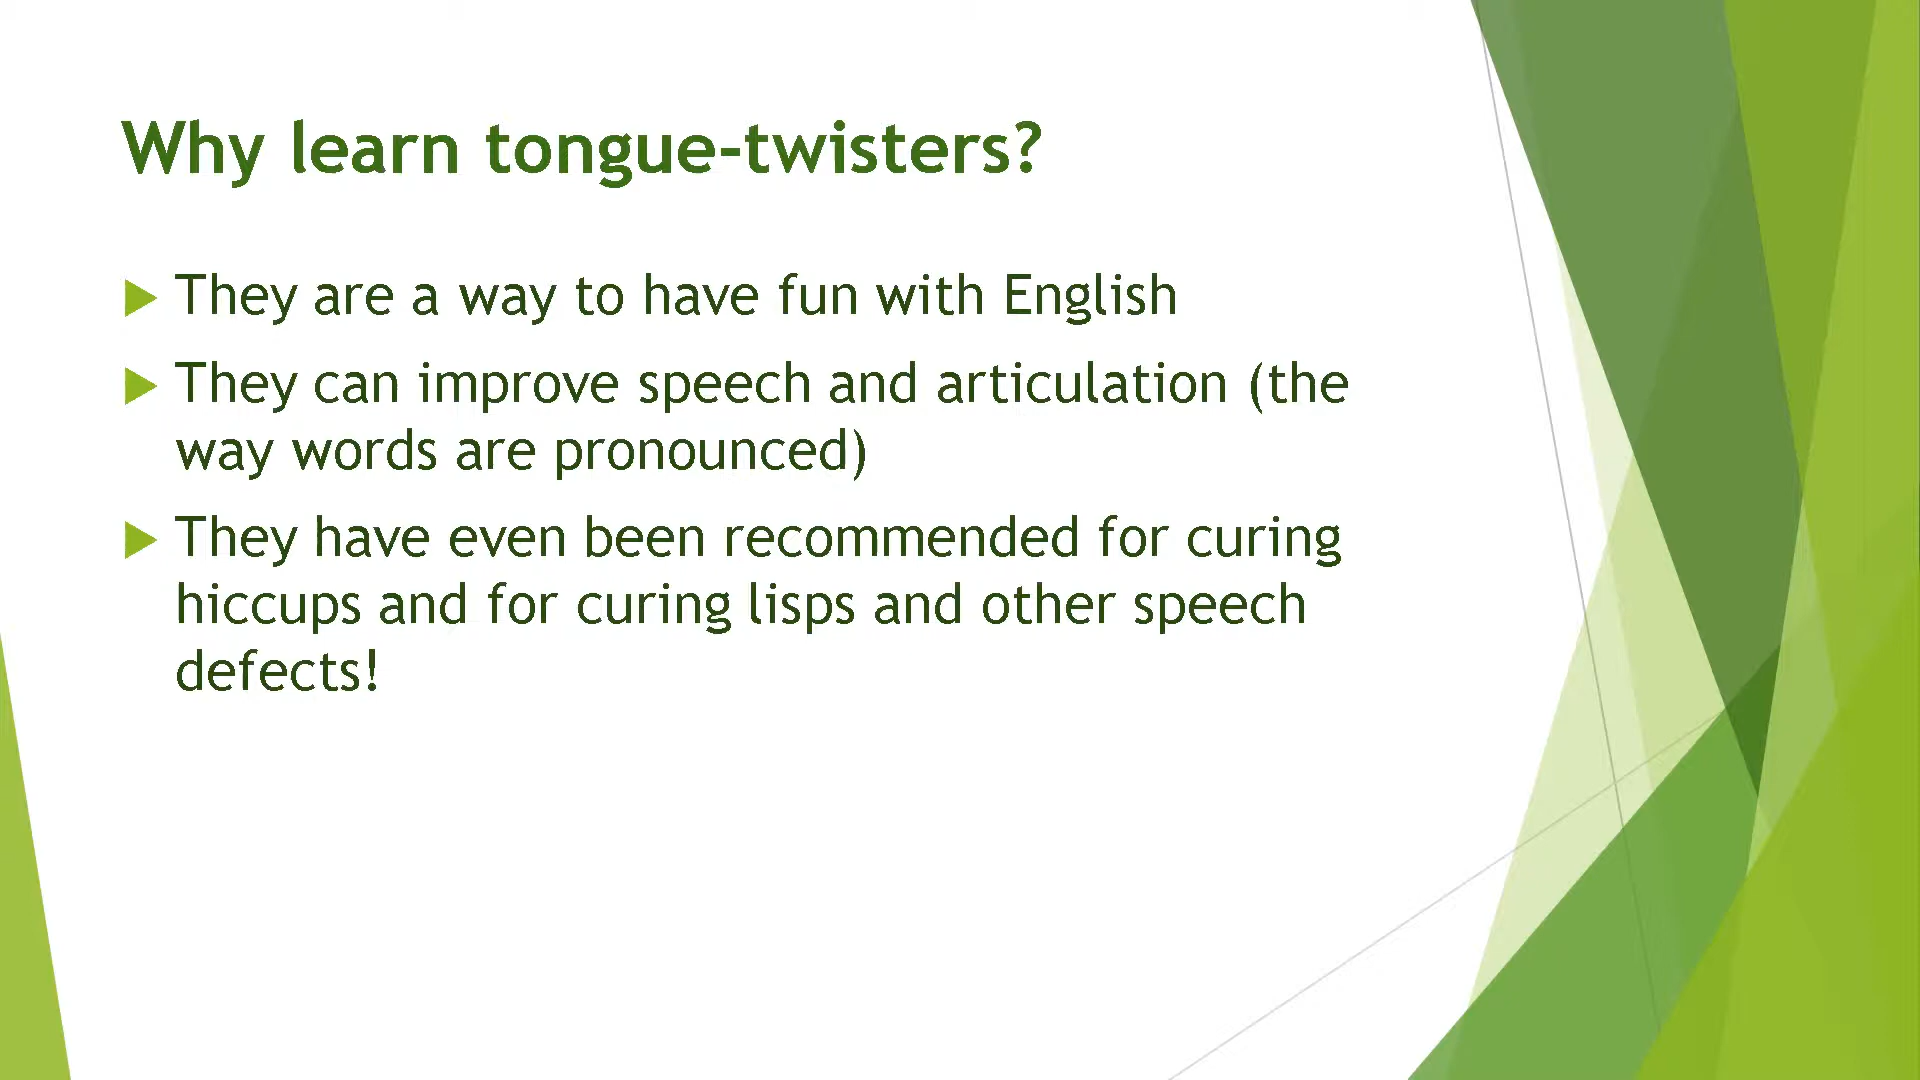 Why learn tongue-twisters?
They are a way to have fun with English
They can improve speech and articulation (the
way words are pronounced)
They have even been recommended for curing
hiccups and for curing lisps and other speech
defects!